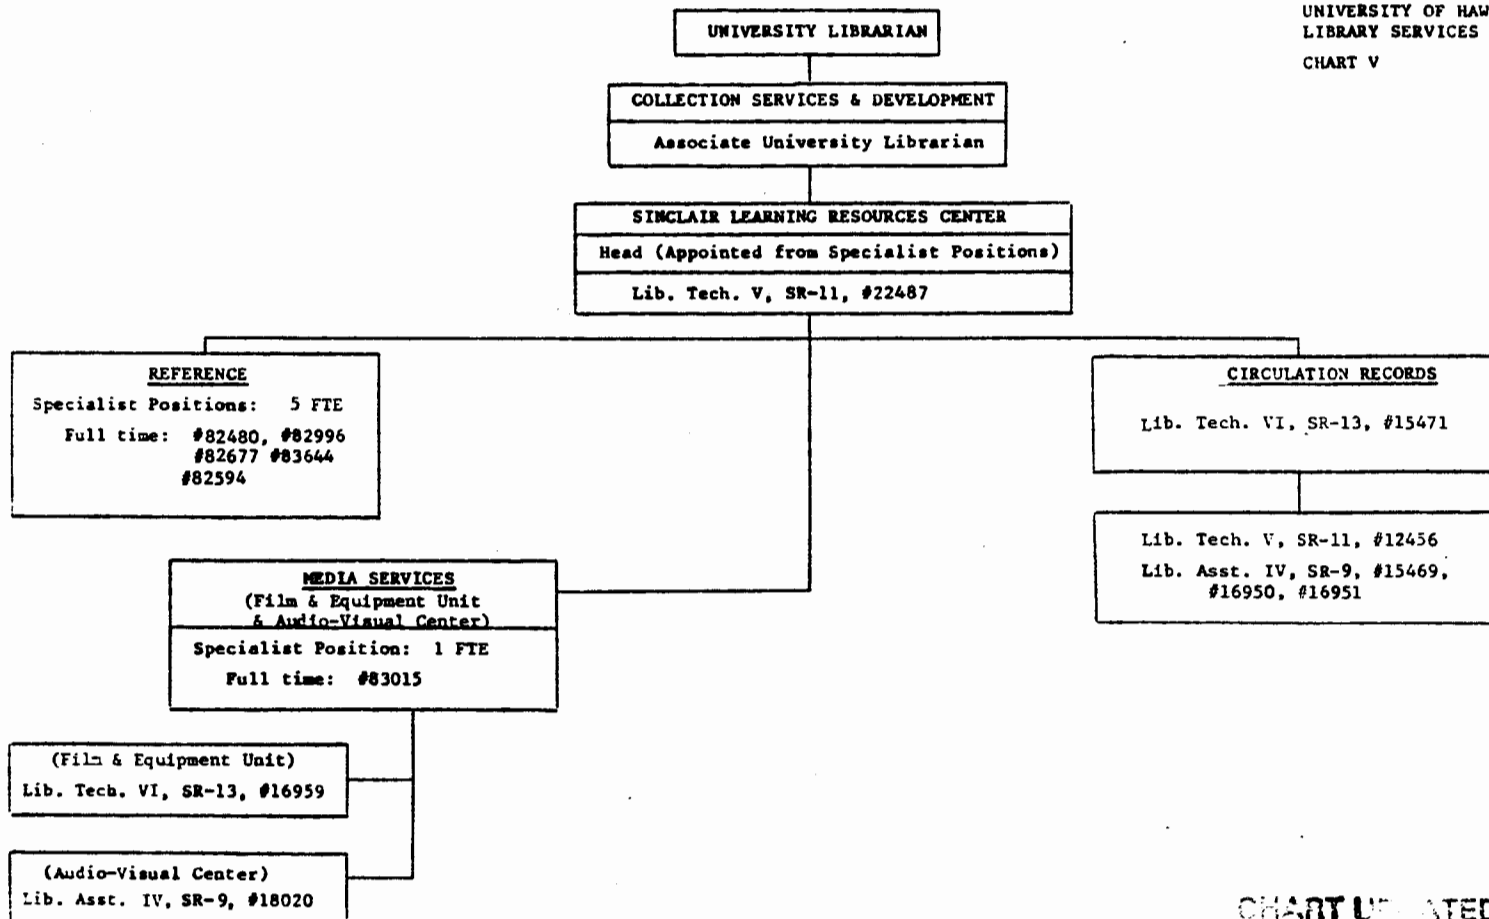 UNIVERSITY OF HAW
LIBRARY SERVICES
CHART V
UNIVERSITY LIBRARIAN
COLLECTION SERVICES & DEVELOPMENT
Associate University Librarian
SINCLAIR LEARNING RESOURCES CENTER
Head (Appointed from Specialist Positions)
Lib. Tech. V, SR-11, #22487
REFERENCE
Specialist Positions: 5 FTE
Full time: #82480, #82996
#82677 #83644
#82594
CIRCULATION RECORDS
Lib. Tech. VI, SR-13, #15471
Lib. Tech. V, SR-11, #12456
Lib. Asst. IV, SR-9, #15469,
#16950, #16951
MEDIA SERVICES
(Film & Equipment Unit
& Audio-Visual Center)
Specialist Position: 1 FTE
Full time: #83015
(Film & Equipment Unit)
Lib. Tech. VI, SR-13, #16959
(Audio-Visual Center)
Lib. Asst. IV, SR-9, #18020
CHART